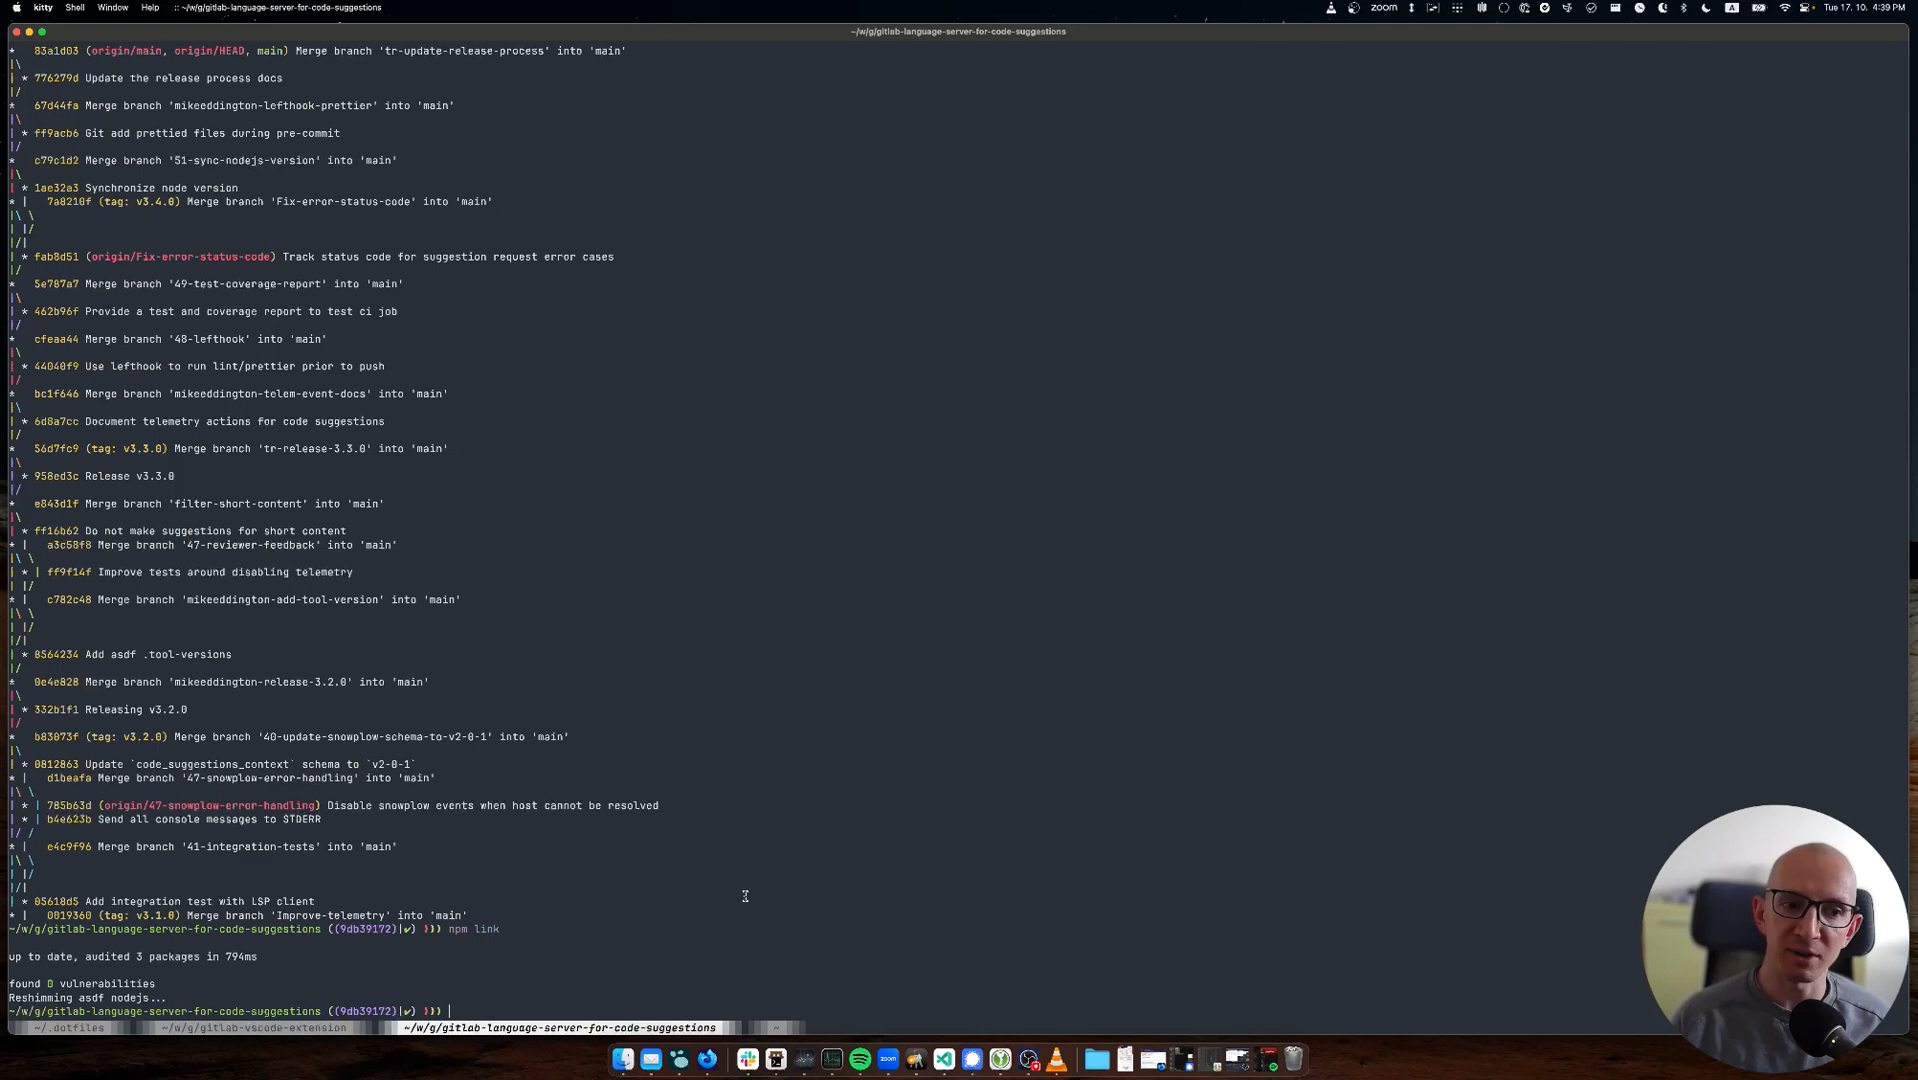 kitty Shell Window Help :: ~/w/g/gitlab-language-server-for-code-suggestions zoom A Tue 17. 10. 4:39 PM
~/w/g/gitlab-language-server-for-code-suggestions
* 83a1d03 (origin/main, origin/HEAD, main) Merge branch 'tr-update-release-process' into 'main'
|\
| * 776279d Update the release process docs
|/
* 67d44fa Merge branch 'mikeeddington-lefthook-prettier' into 'main'
|\
| * ff9acb6 Git add prettied files during pre-commit
|/
* c79c1d2 Merge branch '51-sync-nodejs-version' into 'main'
|\
| * 1ae32a3 Synchronize node version
* | 7a8210f (tag: v3.4.0) Merge branch 'Fix-error-status-code' into 'main'
|\ \
| |/
|/|
| * fab8d51 (origin/Fix-error-status-code) Track status code for suggestion request error cases
|/
* 5e787a7 Merge branch '49-test-coverage-report' into 'main'
|\
| * 462b96f Provide a test and coverage report to test ci job
|/
* cfeaa44 Merge branch '48-lefthook' into 'main'
|\
| * 44040f9 Use lefthook to run lint/prettier prior to push
|/
* bc1f646 Merge branch 'mikeeddington-telem-event-docs' into 'main'
|\
| * 6d8a7cc Document telemetry actions for code suggestions
|/
* 56d7fc9 (tag: v3.3.0) Merge branch 'tr-release-3.3.0' into 'main'
|\
| * 958ed3c Release v3.3.0
|/
* e843d1f Merge branch 'filter-short-content' into 'main'
|\
| * ff16b62 Do not make suggestions for short content
* | a3c58f8 Merge branch '47-reviewer-feedback' into 'main'
|\ \
| * | ff9f14f Improve tests around disabling telemetry
| |/
* | c782c48 Merge branch 'mikeeddington-add-tool-version' into 'main'
|\ \
| |/
|/|
| * 8564234 Add asdf .tool-versions
|/
* 0e4e828 Merge branch 'mikeeddington-release-3.2.0' into 'main'
|\
| * 332b1f1 Releasing v3.2.0
|/
* b83073f (tag: v3.2.0) Merge branch '40-update-snowplow-schema-to-v2-0-1' into 'main'
|\
| * 0812863 Update `code_suggestions_context` schema to `v2-0-1`
* | d1beafa Merge branch '47-snowplow-error-handling' into 'main'
|\ \
| * | 785b63d (origin/47-snowplow-error-handling) Disable snowplow events when host cannot be resolved
| * | b4e623b Send all console messages to STDERR
|/ /
* | e4c9f96 Merge branch '41-integration-tests' into 'main'
|\ \
| |/
|/|
| * 05618d5 Add integration test with LSP client
* | 0019360 (tag: v3.1.0) Merge branch 'Improve-telemetry' into 'main'
~/w/g/gitlab-language-server-for-code-suggestions ((9db39172)|✔) ❱❱❱ npm link
up to date, audited 3 packages in 794ms
found 0 vulnerabilities
Reshimming asdf nodejs...
~/w/g/gitlab-language-server-for-code-suggestions ((9db39172)|✔) ❱❱❱
~/.dotfiles ~/w/g/gitlab-vscode-extension ~/w/g/gitlab-language-server-for-code-suggestions ~
zoom